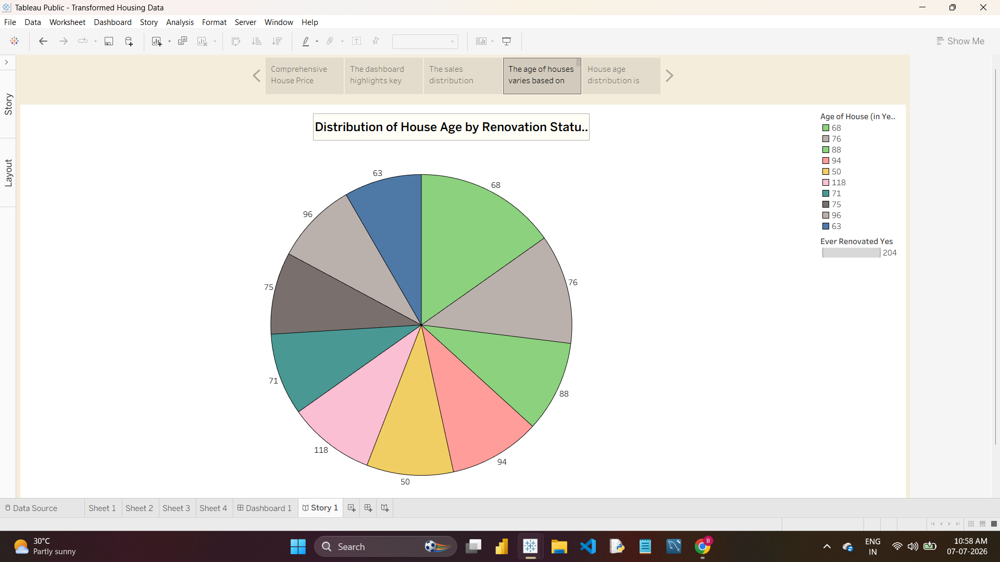 Tableau Public - Transformed Housing Data
File Data Worksheet Dashboard Story Analysis Format Server Window Help
Show Me
Story
Layout
Comprehensive
House Price
The dashboard
highlights key
The sales
distribution
The age of houses
varies based on
House age
distribution is
Distribution of House Age by Renovation Statu..
63
68
96
76
75
71
88
118
94
50
Age of House (in Ye..
68
76
88
94
50
118
71
75
96
63
Ever Renovated Yes
204
Data Source Sheet 1 Sheet 2 Sheet 3 Sheet 4 Dashboard 1 Story 1
30°C
Partly sunny
Search
B
ENG
IN
10:58 AM
07-07-2026